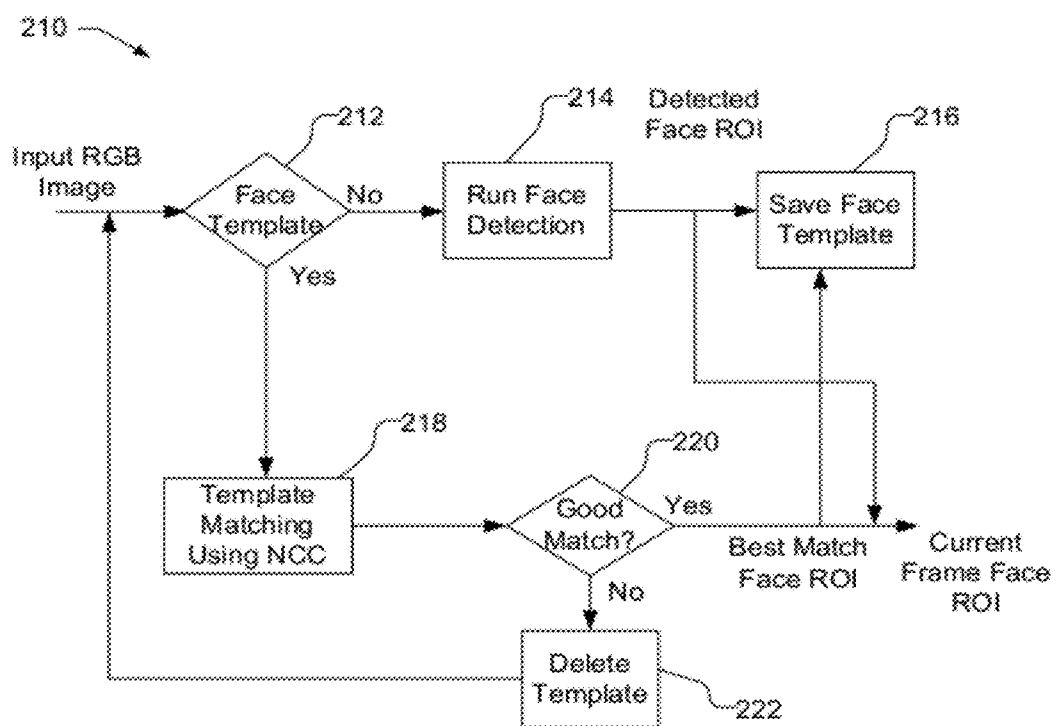 210
212
214
Detected
Face ROI
216
Input RGB
Image
Face
Template
No
Run Face
Detection
Save Face
Template
Yes
218
220
Template
Matching
Using NCC
Good
Match?
Yes
Best Match
Face ROI
Current
Frame Face
ROI
No
Delete
Template
222